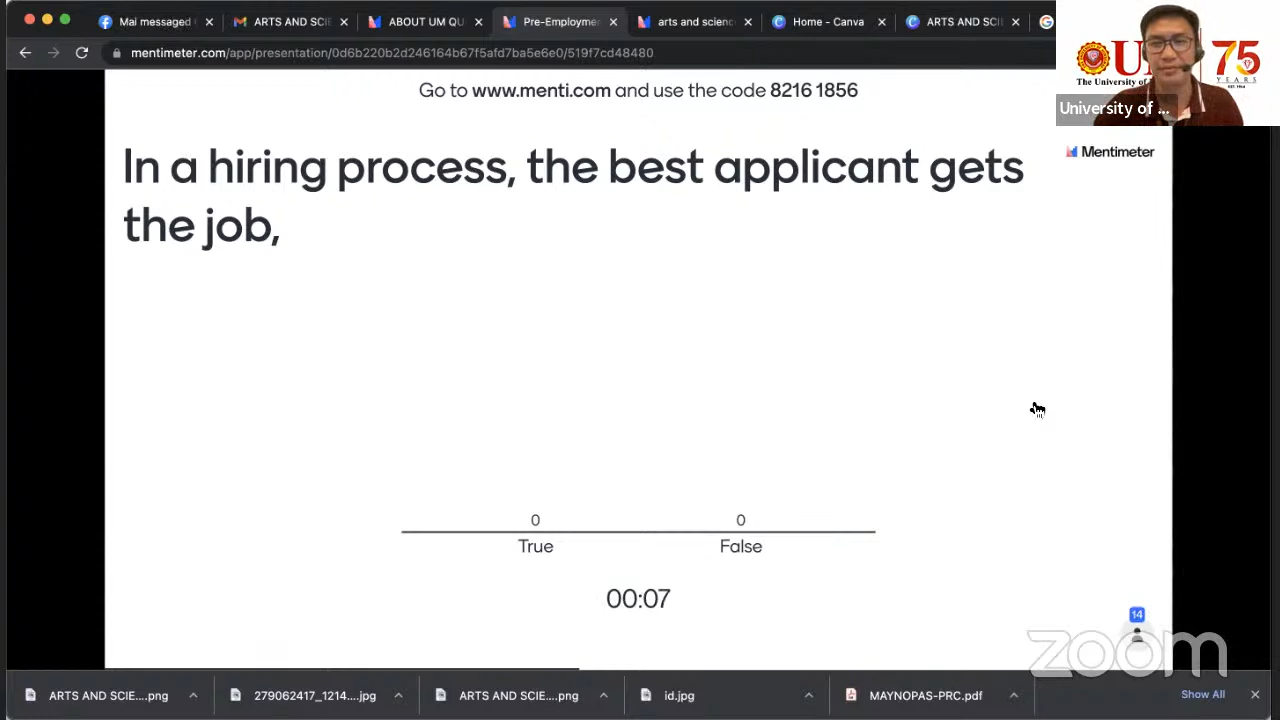 Mai messaged
ARTS AND SCIE
ABOUT UM QU
Pre-Employme
arts and scienc
Home - Canva
ARTS AND SCI
mentimeter.com/app/presentation/0d6b220b2d246164b67f5afd7ba5e6e0/519f7cd48480
75
YEARS
University of ...
Go to www.menti.com and use the code 8216 1856
Mentimeter
In a hiring process, the best applicant gets
the job,
0 0
True False
00:07
14
zoom
ARTS AND SCIE....png
279062417_1214....jpg
ARTS AND SCIE....png
id.jpg
MAYNOPAS-PRC.pdf
Show All